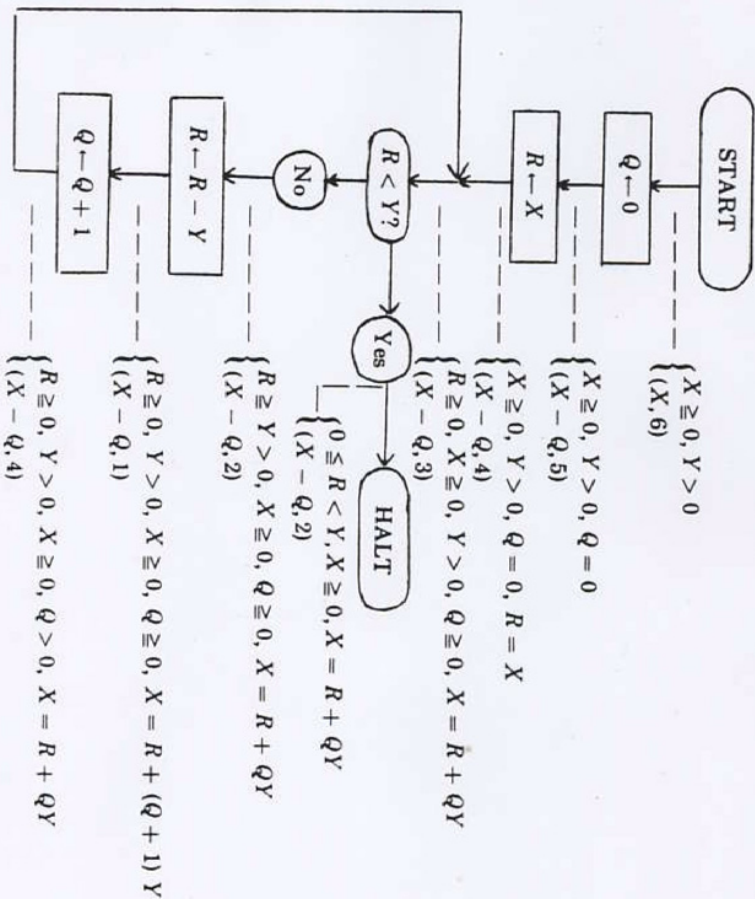 START
X ≧ 0, Y > 0
(X, 6)
Q ← 0
X ≧ 0, Y > 0, Q = 0
(X − Q, 5)
R ← X
X ≧ 0, Y > 0, Q = 0, R = X
(X − Q, 4)
R ≧ 0, X ≧ 0, Y > 0, Q ≧ 0, X = R + QY
(X − Q, 3)
R < Y?
Yes
HALT
0 ≦ R < Y, X ≧ 0, X = R + QY
(X − Q, 2)
No
R ≧ Y > 0, X ≧ 0, Q ≧ 0, X = R + QY
(X − Q, 2)
R ← R − Y
R ≧ 0, Y > 0, X ≧ 0, Q ≧ 0, X = R + (Q + 1) Y
(X − Q, 1)
Q ← Q + 1
R ≧ 0, Y > 0, X ≧ 0, Q > 0, X = R + QY
(X − Q, 4)